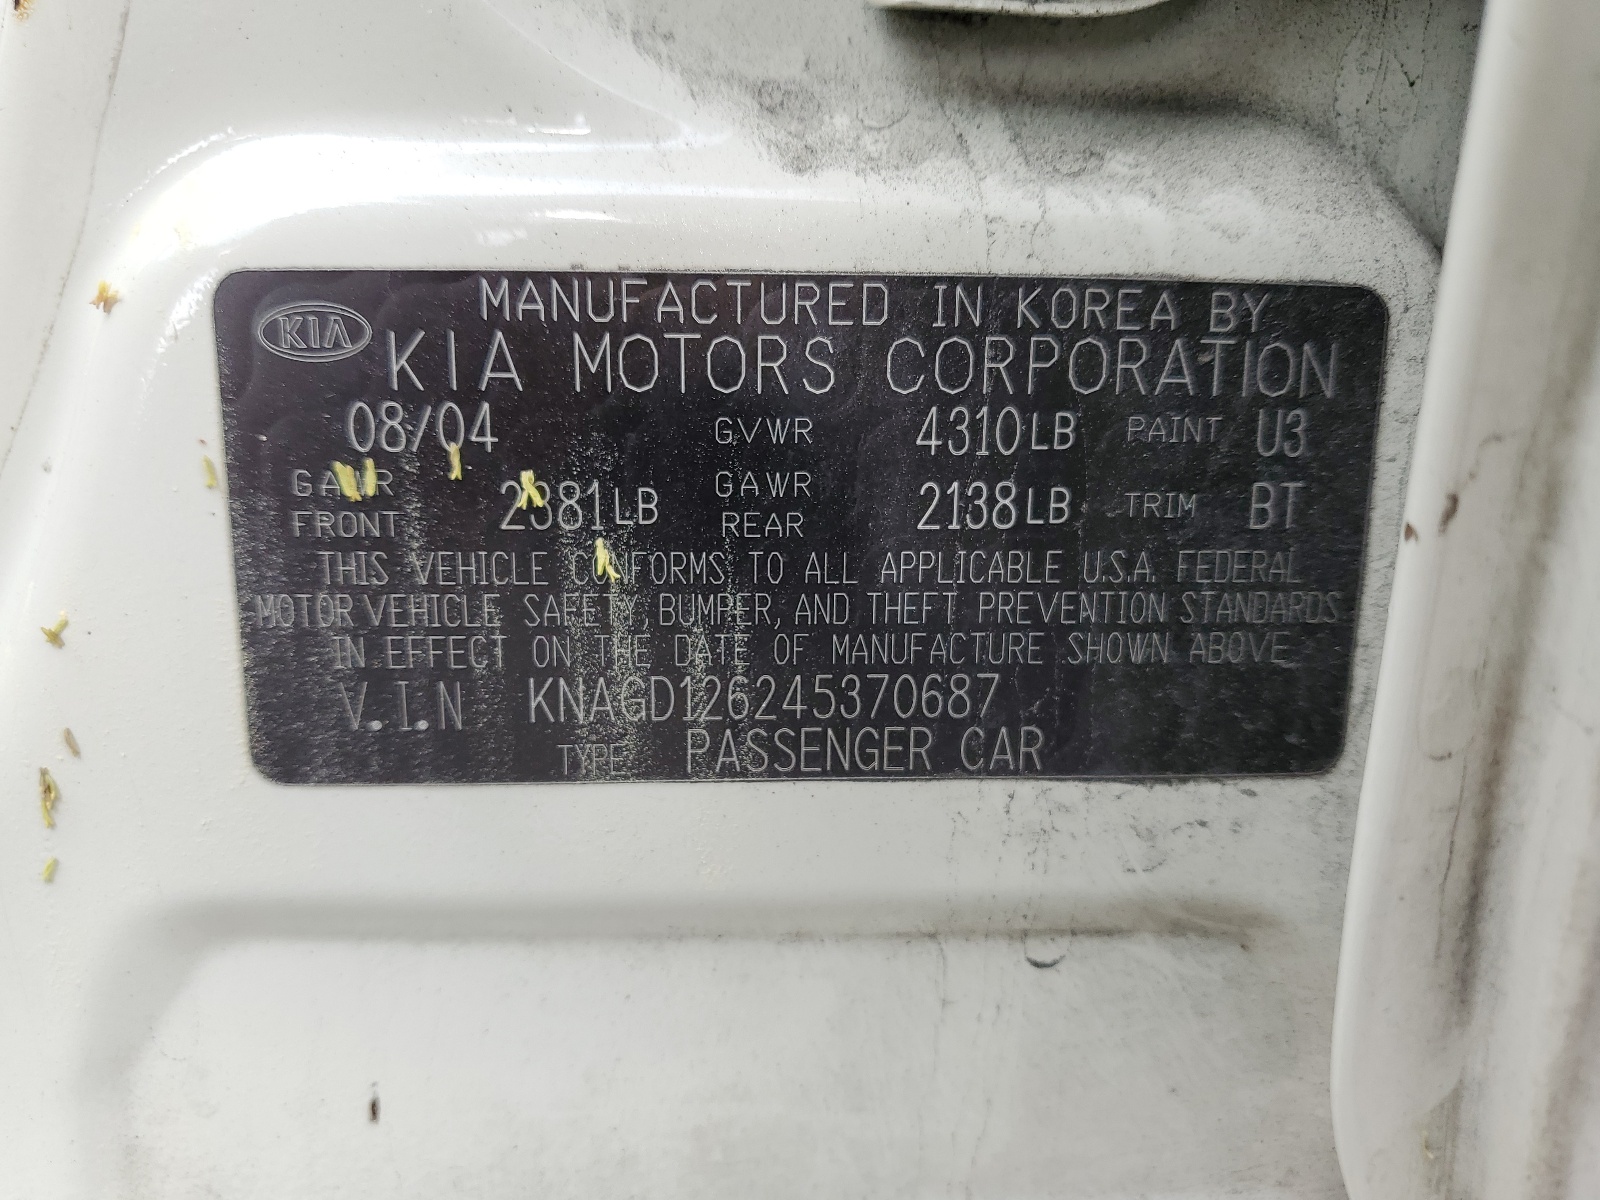 MANUFACTURED IN KOREA BY
KIA KIA MOTORS CORPORATION
08/04 GVWR 4310LB PAINT U3
GAWR FRONT 2381LB GAWR REAR 2138LB TRIM BT
THIS VEHICLE CONFORMS TO ALL APPLICABLE U.S.A. FEDERAL
MOTOR VEHICLE SAFETY, BUMPER, AND THEFT PREVENTION STANDARDS
IN EFFECT ON THE DATE OF MANUFACTURE SHOWN ABOVE
V.I.N KNAGD126245370687
TYPE PASSENGER CAR